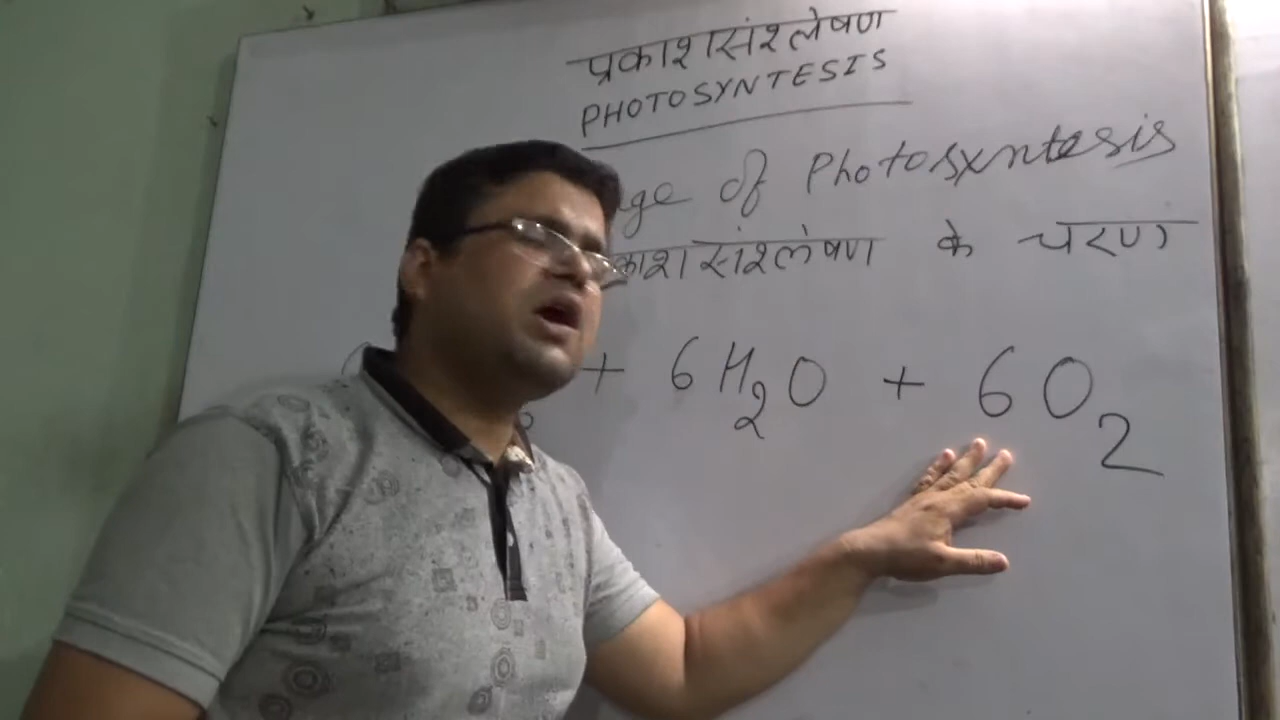 प्रकाशसंश्लेषण
PHOTOSYNTESIS
of Photosyntesis
के चरण
+ 6H₂O + 6O₂